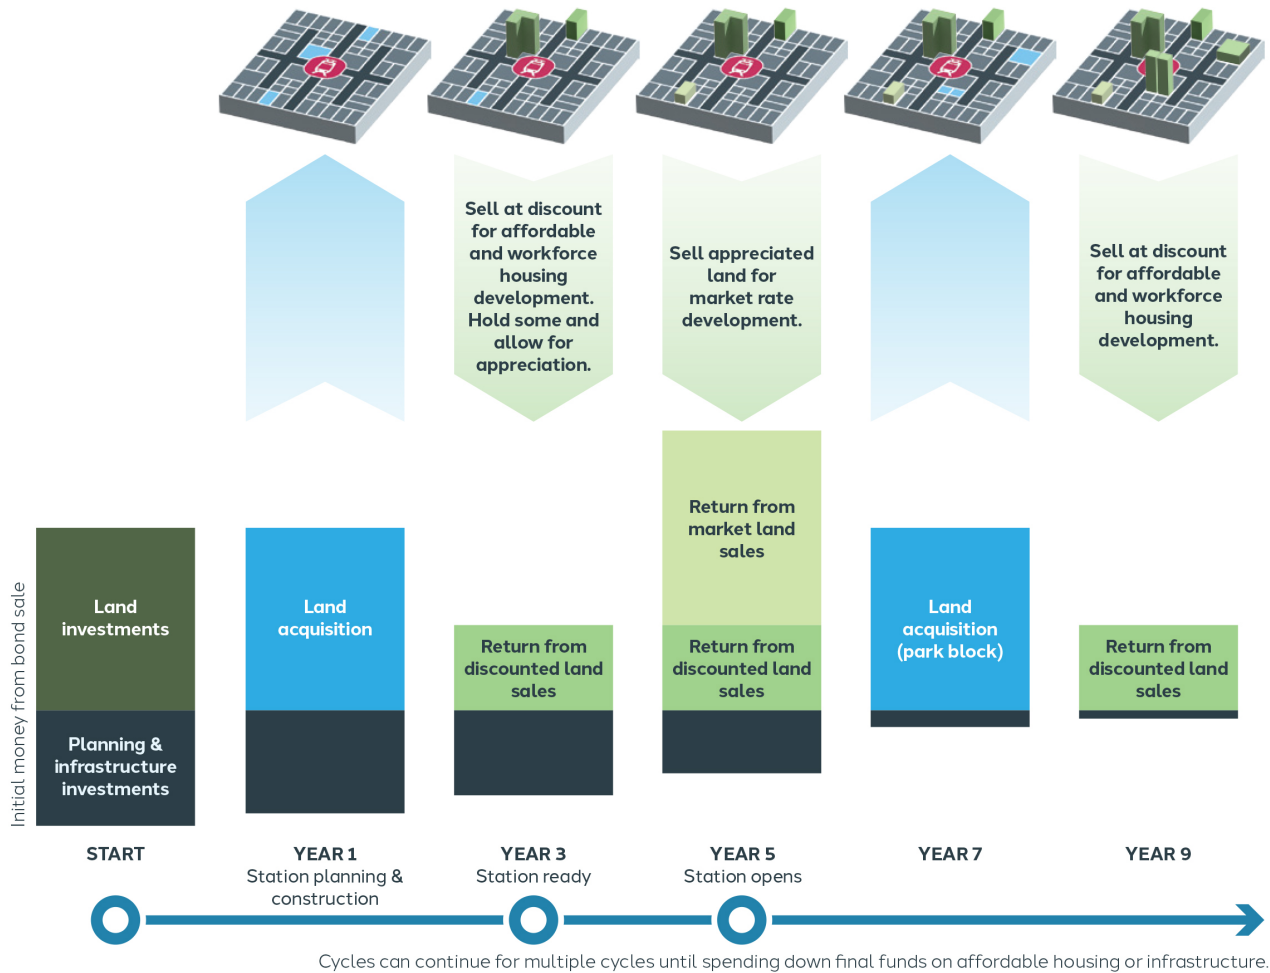 Sell at discount
for affordable
and workforce
housing
development.
Hold some and
allow for
appreciation.
Sell appreciated
land for
market rate
development.
Sell at discount
for affordable
and workforce
housing
development.
Initial money from bond sale
Land
investments
Planning &
infrastructure
investments
Land
acquisition
Return from
discounted land
sales
Return from
market land
sales
Return from
discounted land
sales
Land
acquisition
(park block)
Return from
discounted land
sales
START
YEAR 1
Station planning &
construction
YEAR 3
Station ready
YEAR 5
Station opens
YEAR 7
YEAR 9
Cycles can continue for multiple cycles until spending down final funds on affordable housing or infrastructure.